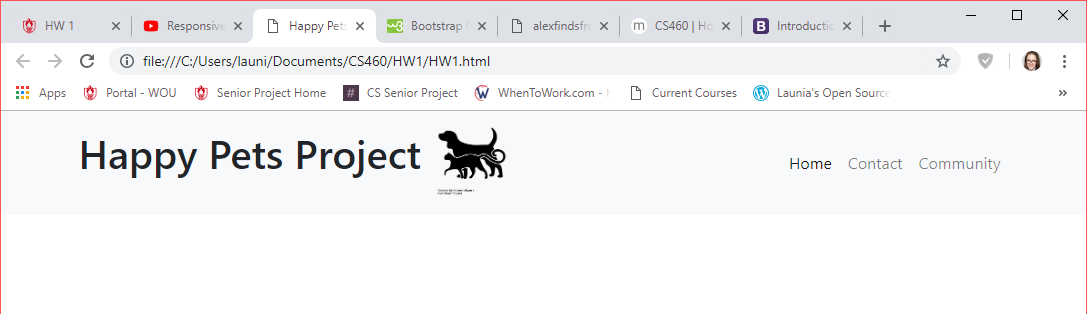 HW 1 Responsive Happy Pets Bootstrap alexfindsfr CS460 | Ho Introductio
file:///C:/Users/launi/Documents/CS460/HW1/HW1.html
Apps Portal - WOU Senior Project Home # CS Senior Project WhenToWork.com - Current Courses Launia's Open Source »
Happy Pets Project Home Contact Community